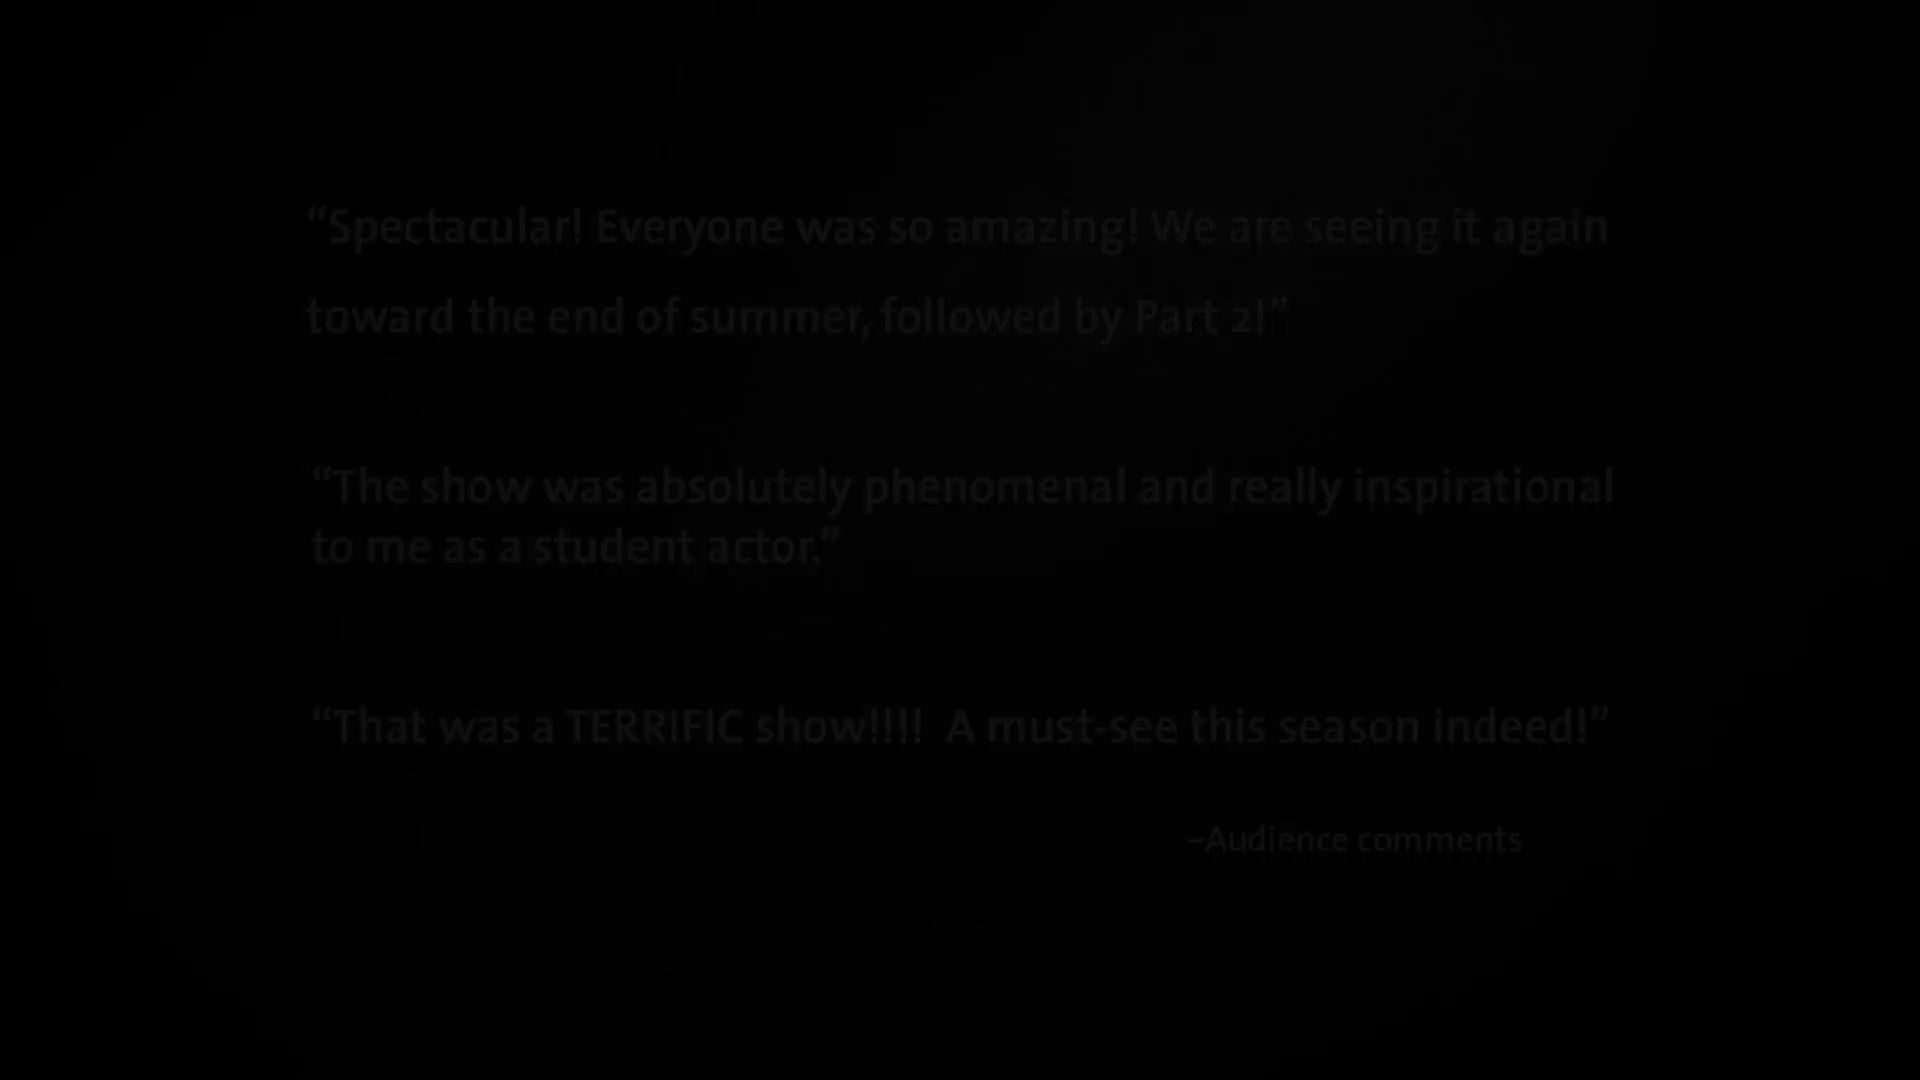 “Spectacular! Everyone was so amazing! We are seeing it again
toward the end of summer, followed by Part 2!”
“The show was absolutely phenomenal and really inspirational
to me as a student actor.”
“That was a TERRIFIC show!!!!  A must-see this season indeed!”
–Audience comments